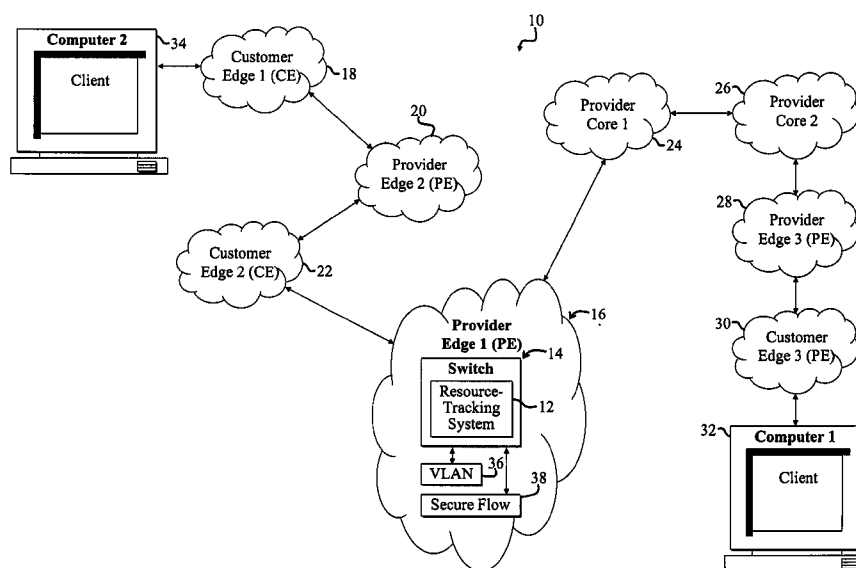 Computer 2
34
Client
Customer
Edge 1 (CE)
18
10
20
Provider
Edge 2 (PE)
Customer
Edge 2 (CE)
22
Provider
Core 1
24
26
Provider
Core 2
28
Provider
Edge 3 (PE)
30
Customer
Edge 3 (PE)
16
Provider
Edge 1 (PE)
14
Switch
Resource-
Tracking
System
12
36
VLAN
38
Secure Flow
32
Computer 1
Client